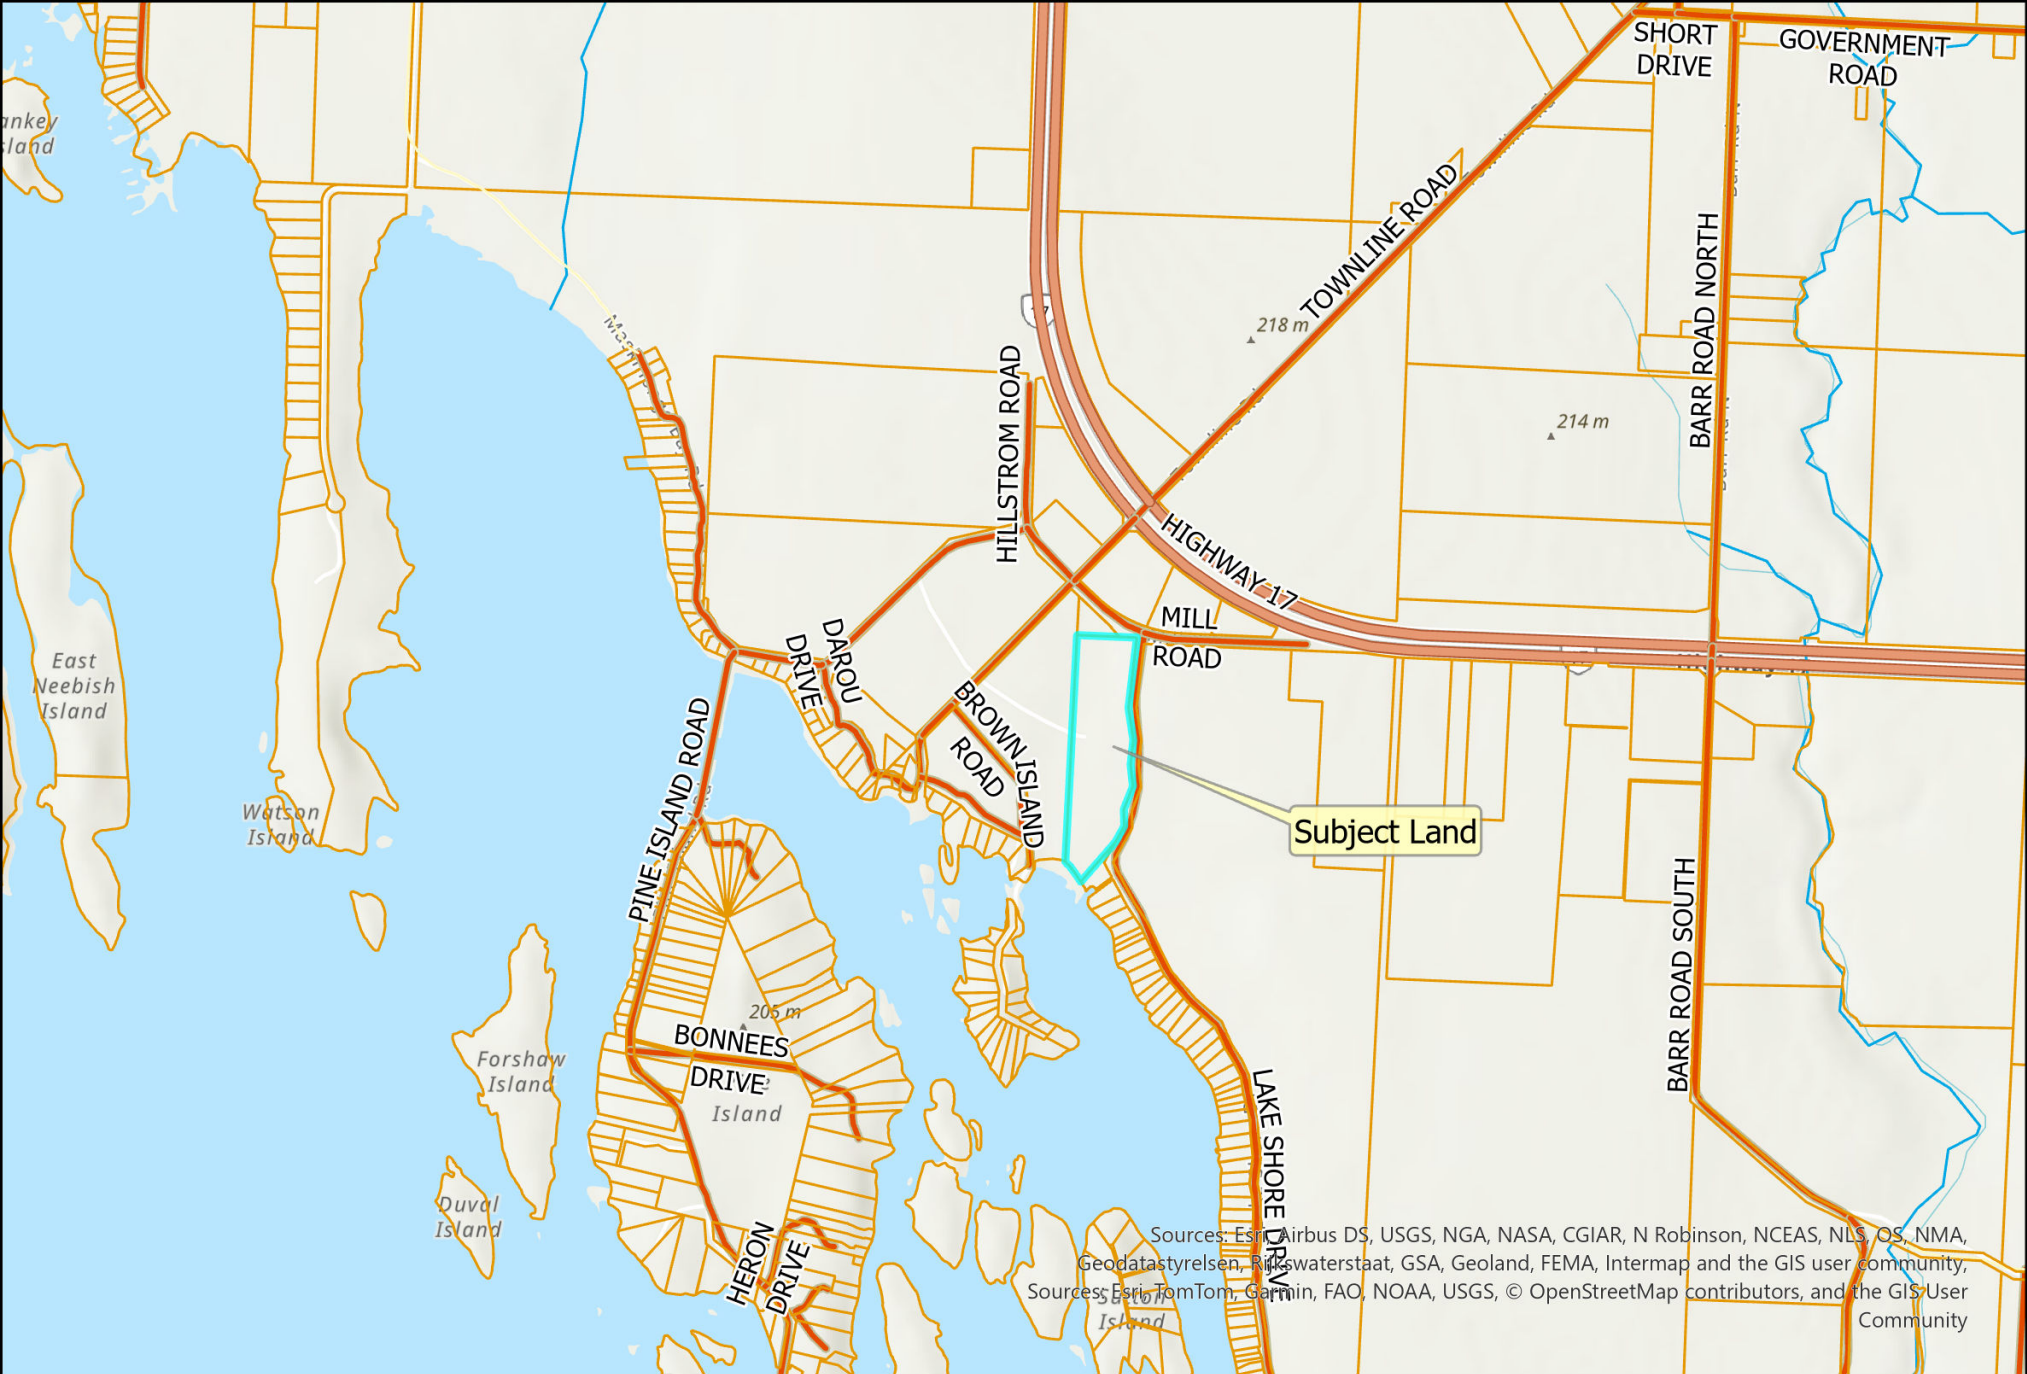 SHORT
DRIVE
GOVERNMENT
ROAD
ankey
sland
TOWNLINE ROAD
BARR ROAD NORTH
17
218 m
HILLSTROM ROAD
214 m
HIGHWAY 17
MILL
ROAD
DAROU
DRIVE
East
Neebish
Island
BROWN ISLAND
ROAD
PINE ISLAND ROAD
Watson
Island
Subject Land
BARR ROAD SOUTH
205 m
BONNEES
DRIVE
Island
Forshaw
Island
LAKE SHORE DRIVE
Duval
Island
HERON
DRIVE
Sources: Esri, Airbus DS, USGS, NGA, NASA, CGIAR, N Robinson, NCEAS, NLS, OS, NMA,
Geodatastyrelsen, Rijkswaterstaat, GSA, Geoland, FEMA, Intermap and the GIS user community,
Sources: Esri, TomTom, Garmin, FAO, NOAA, USGS, © OpenStreetMap contributors, and the GIS User
Community
Island